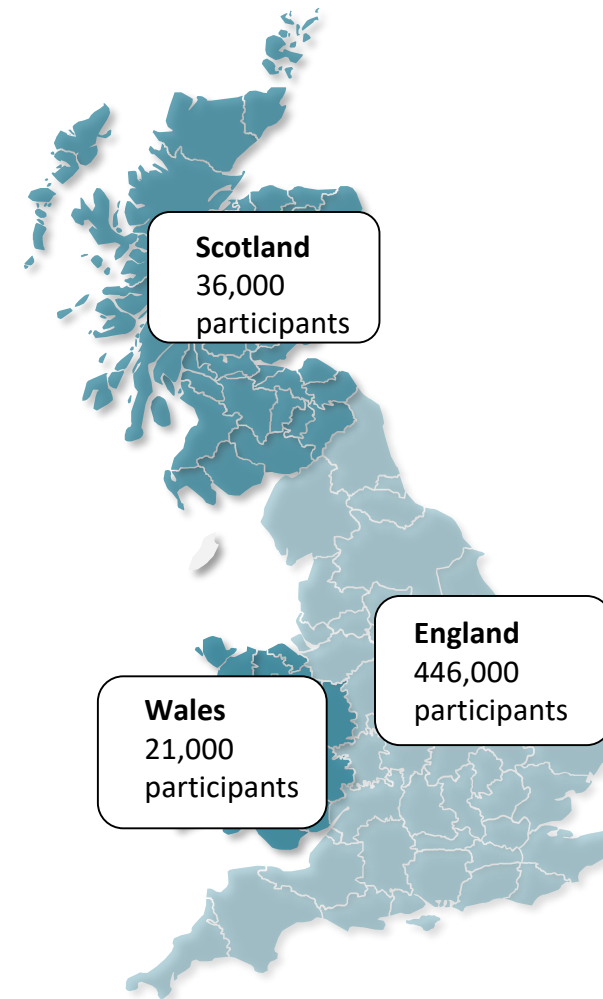 Scotland
36,000
participants
England
446,000
participants
Wales
21,000
participants